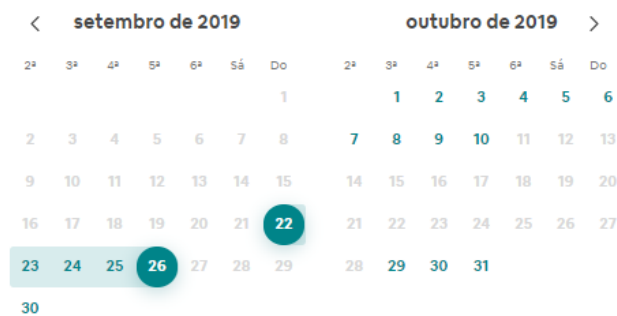 setembro de 2019
2ª 3ª 4ª 5ª 6ª Sá Do
1
2 3 4 5 6 7 8
9 10 11 12 13 14 15
16 17 18 19 20 21 22
23 24 25 26 27 28 29
30
outubro de 2019
2ª 3ª 4ª 5ª 6ª Sá Do
1 2 3 4 5 6
7 8 9 10 11 12 13
14 15 16 17 18 19 20
21 22 23 24 25 26 27
28 29 30 31